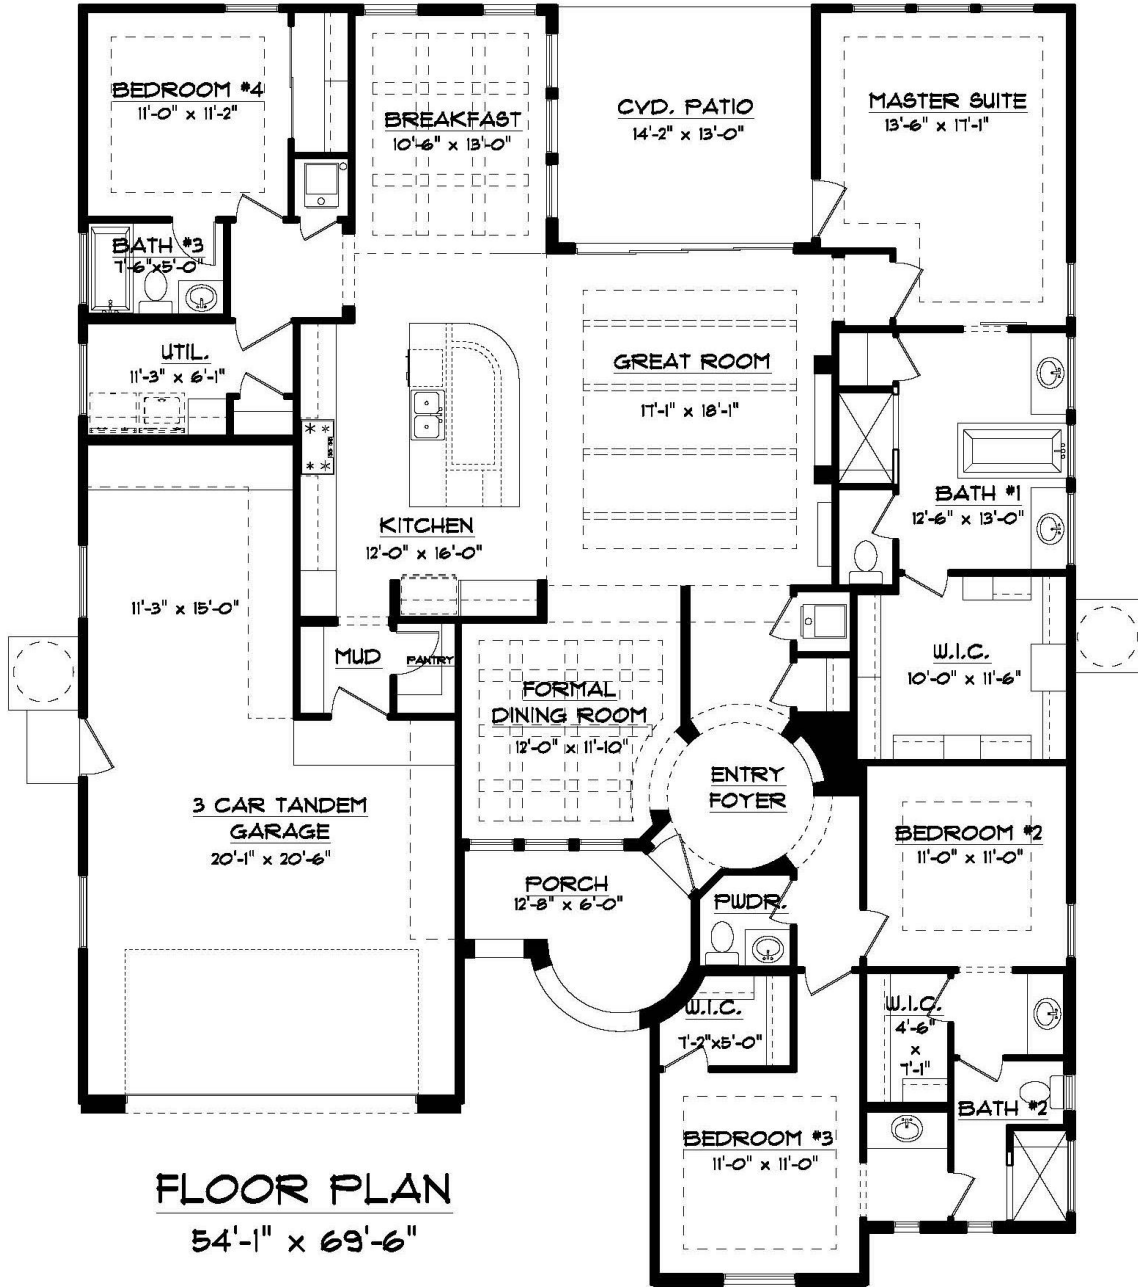 BEDROOM #4
11'-0" x 11'-2"
BREAKFAST
10'-6" x 13'-0"
CVD. PATIO
14'-2" x 13'-0"
MASTER SUITE
13'-6" x 17'-1"
BATH #3
7'-6"x5'-0"
UTIL.
11'-3" x 6'-1"
GREAT ROOM
17'-1" x 18'-1"
KITCHEN
12'-0" x 16'-0"
BATH #1
12'-6" x 13'-0"
11'-3" x 15'-0"
MUD
PANTRY
FORMAL
DINING ROOM
12'-0" x 11'-10"
W.I.C.
10'-0" x 11'-6"
ENTRY
FOYER
3 CAR TANDEM
GARAGE
20'-1" x 20'-6"
BEDROOM #2
11'-0" x 11'-0"
PORCH
12'-8" x 6'-0"
PWDR.
W.I.C.
7'-2"x5'-0"
W.I.C.
4'-6"
x
7'-1"
BATH #2
BEDROOM #3
11'-0" x 11'-0"
FLOOR PLAN
54'-1" x 69'-6"